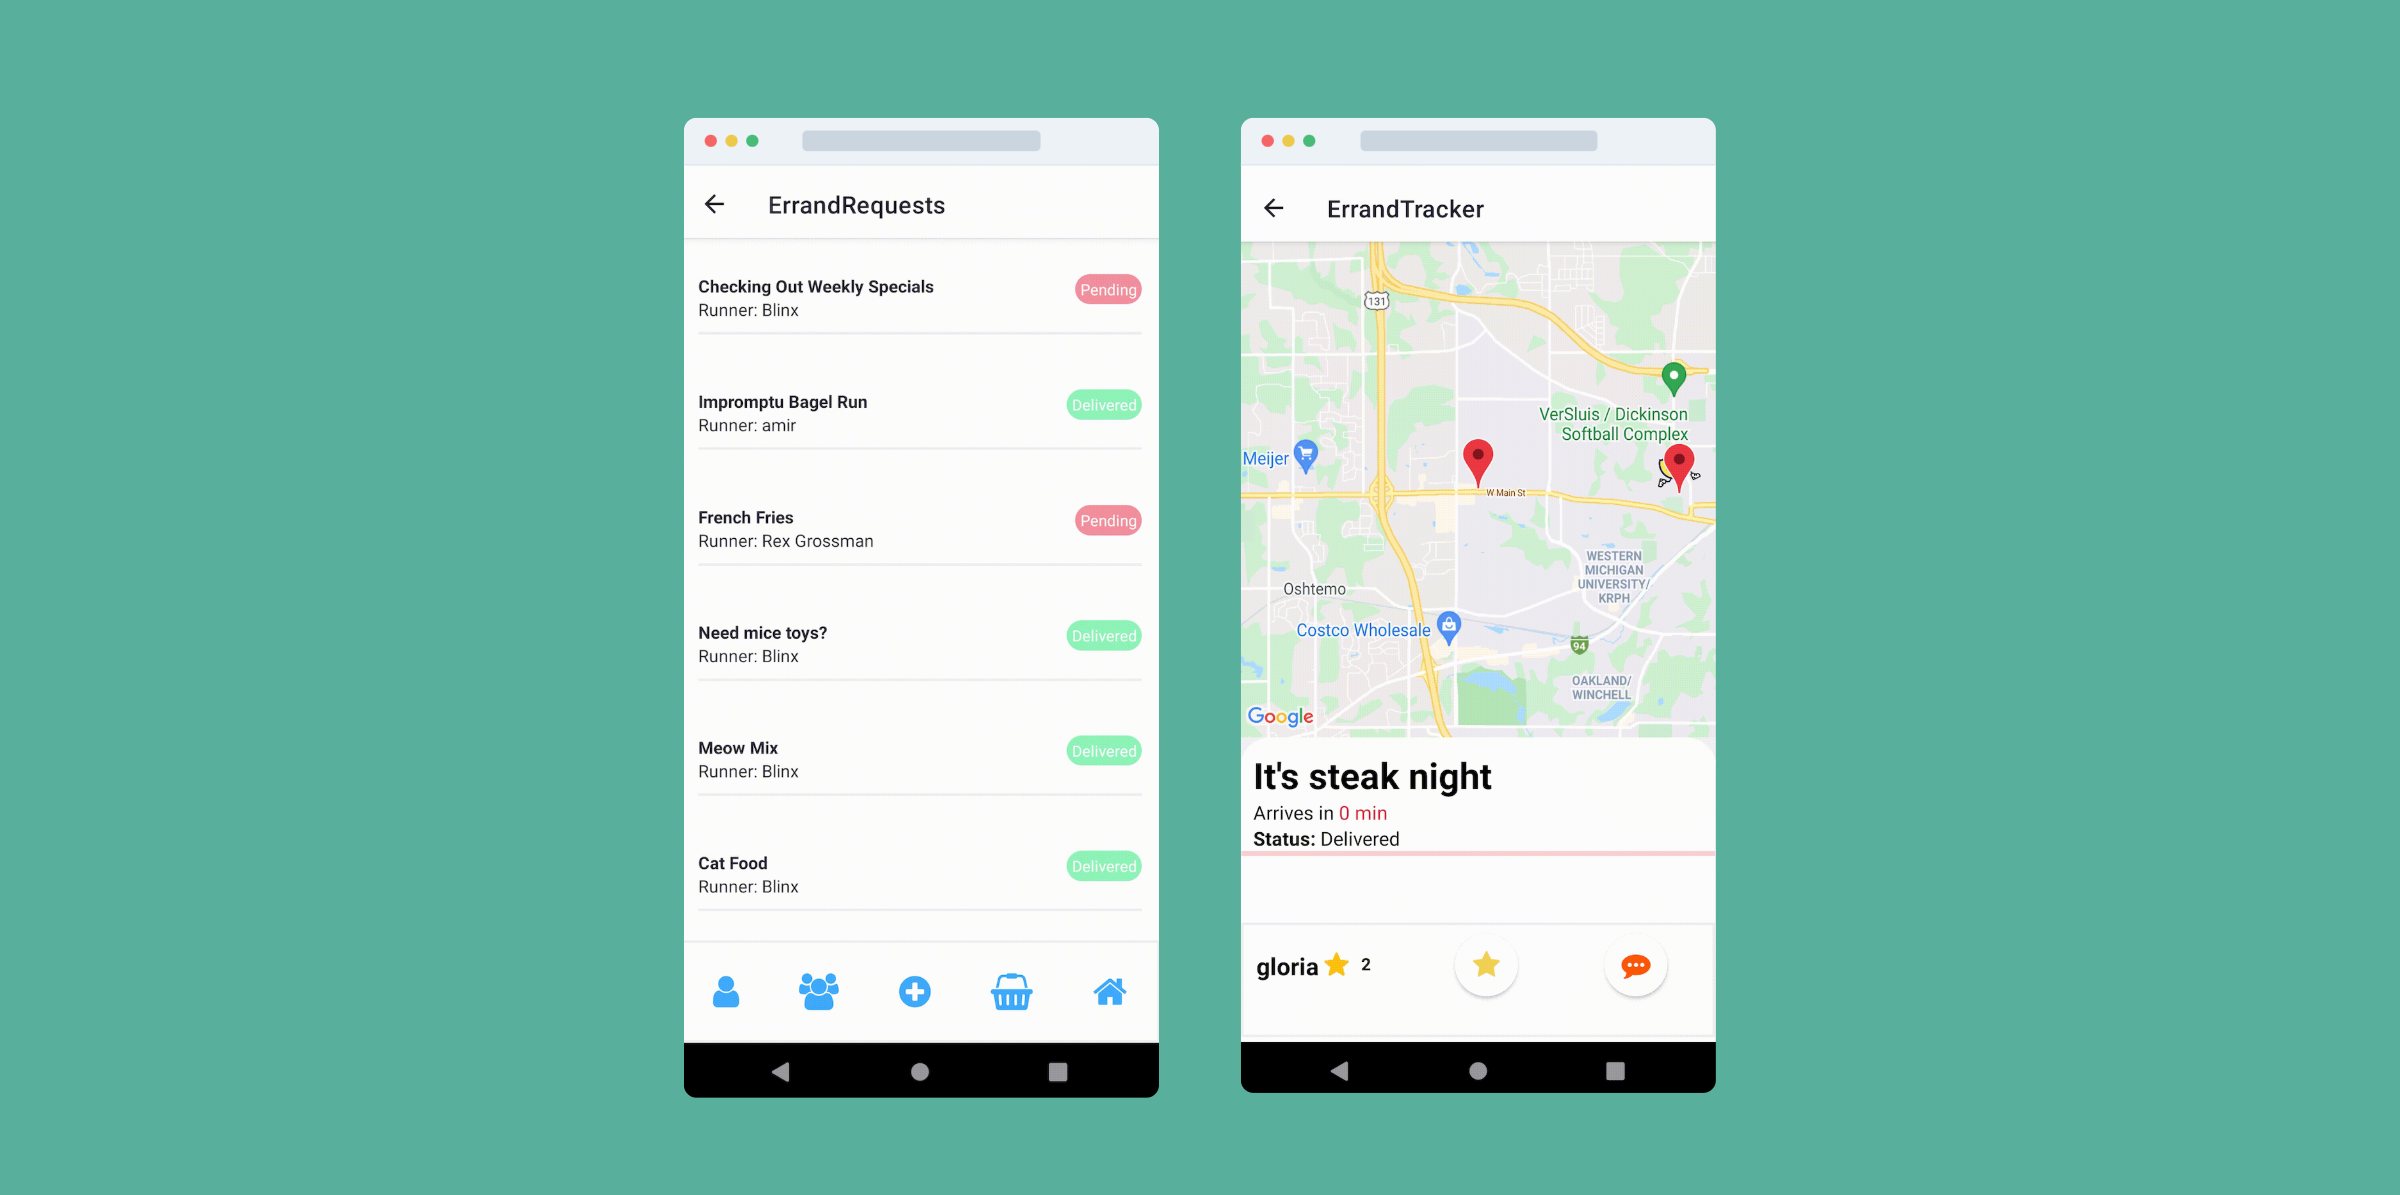 ErrandRequests
Checking Out Weekly Specials
Pending
Runner: Blinx
Impromptu Bagel Run
Delivered
Runner: amir
French Fries
Pending
Runner: Rex Grossman
Need mice toys?
Delivered
Runner: Blinx
Meow Mix
Delivered
Runner: Blinx
Cat Food
Delivered
Runner: Blinx
ErrandTracker
131
VerSluis / Dickinson
Softball Complex
Meijer
W Main St
WESTERN
MICHIGAN
UNIVERSITY/
KRPH
Oshtemo
Costco Wholesale
94
OAKLAND/
WINCHELL
Google
It's steak night
Arrives in 0 min
Status: Delivered
gloria 2